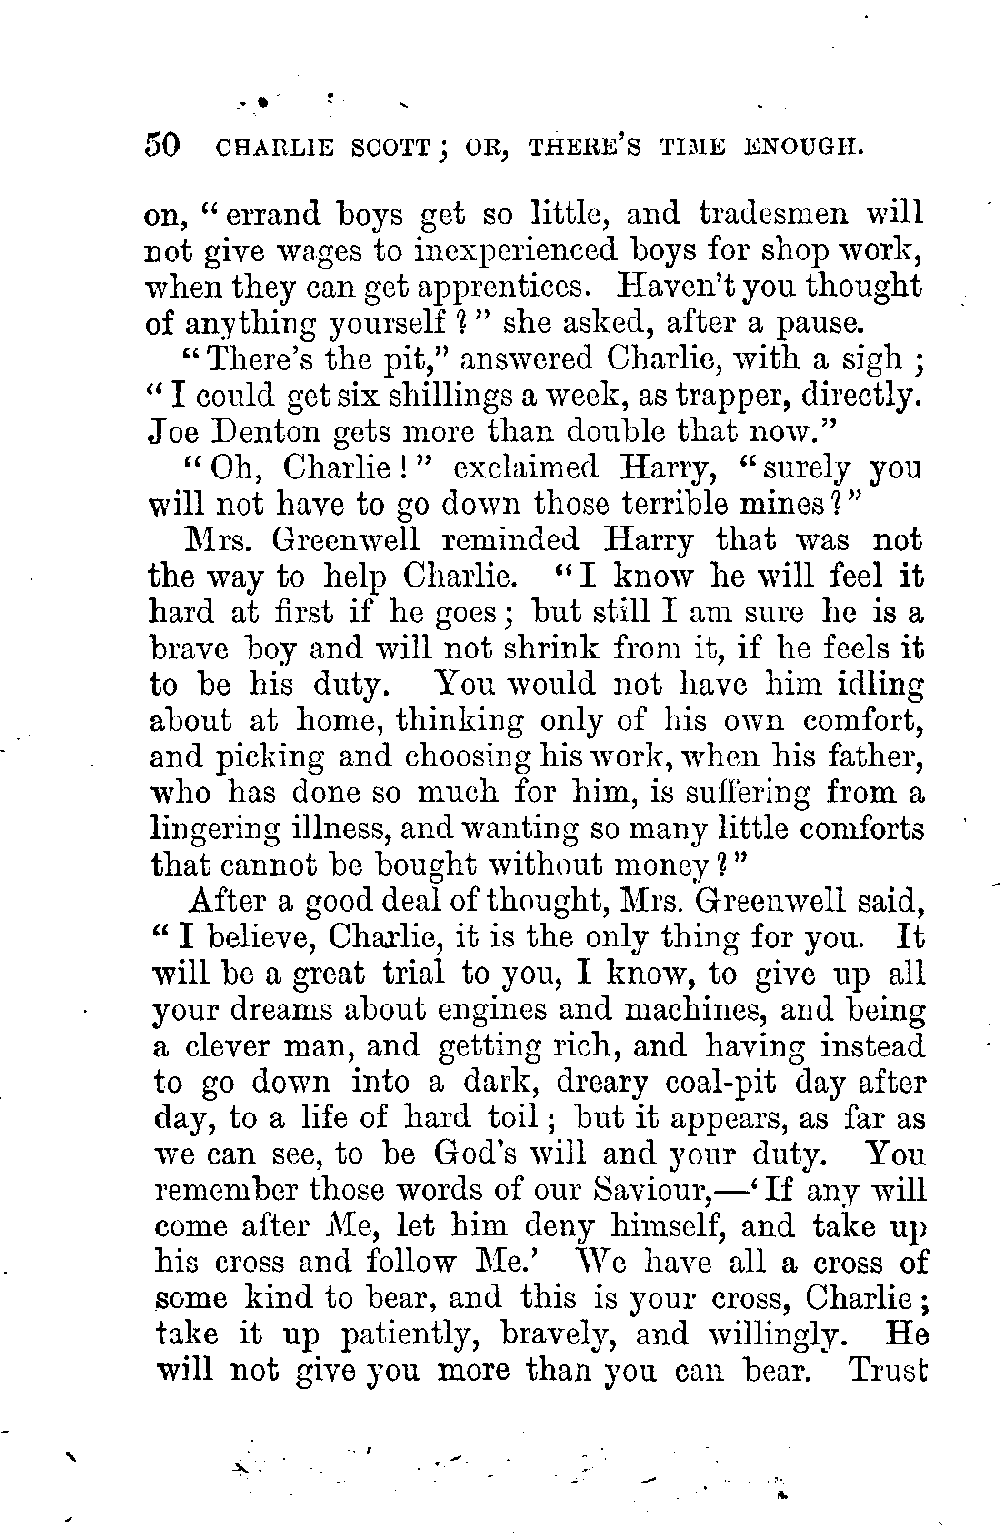 50 CHARLIE SCOTT; OR, THERE'S TIME ENOUGH.
on, "errand boys get so little, and tradesmen will
not give wages to inexperienced boys for shop work,
when they can get apprentices. Haven't you thought
of anything yourself?" she asked, after a pause.
"There's the pit," answered Charlie, with a sigh;
"I could get six shillings a week, as trapper, directly.
Joe Denton gets more than double that now."
"Oh, Charlie!" exclaimed Harry, "surely you
will not have to go down those terrible mines?"
Mrs. Greenwell reminded Harry that was not
the way to help Charlie. "I know he will feel it
hard at first if he goes; but still I am sure he is a
brave boy and will not shrink from it, if he feels it
to be his duty. You would not have him idling
about at home, thinking only of his own comfort,
and picking and choosing his work, when his father,
who has done so much for him, is suffering from a
lingering illness, and wanting so many little comforts
that cannot be bought without money?"
After a good deal of thought, Mrs. Greenwell said,
"I believe, Charlie, it is the only thing for you. It
will be a great trial to you, I know, to give up all
your dreams about engines and machines, and being
a clever man, and getting rich, and having instead
to go down into a dark, dreary coal-pit day after
day, to a life of hard toil; but it appears, as far as
we can see, to be God's will and your duty. You
remember those words of our Saviour,—'If any will
come after Me, let him deny himself, and take up
his cross and follow Me.' We have all a cross of
some kind to bear, and this is your cross, Charlie;
take it up patiently, bravely, and willingly. He
will not give you more than you can bear. Trust